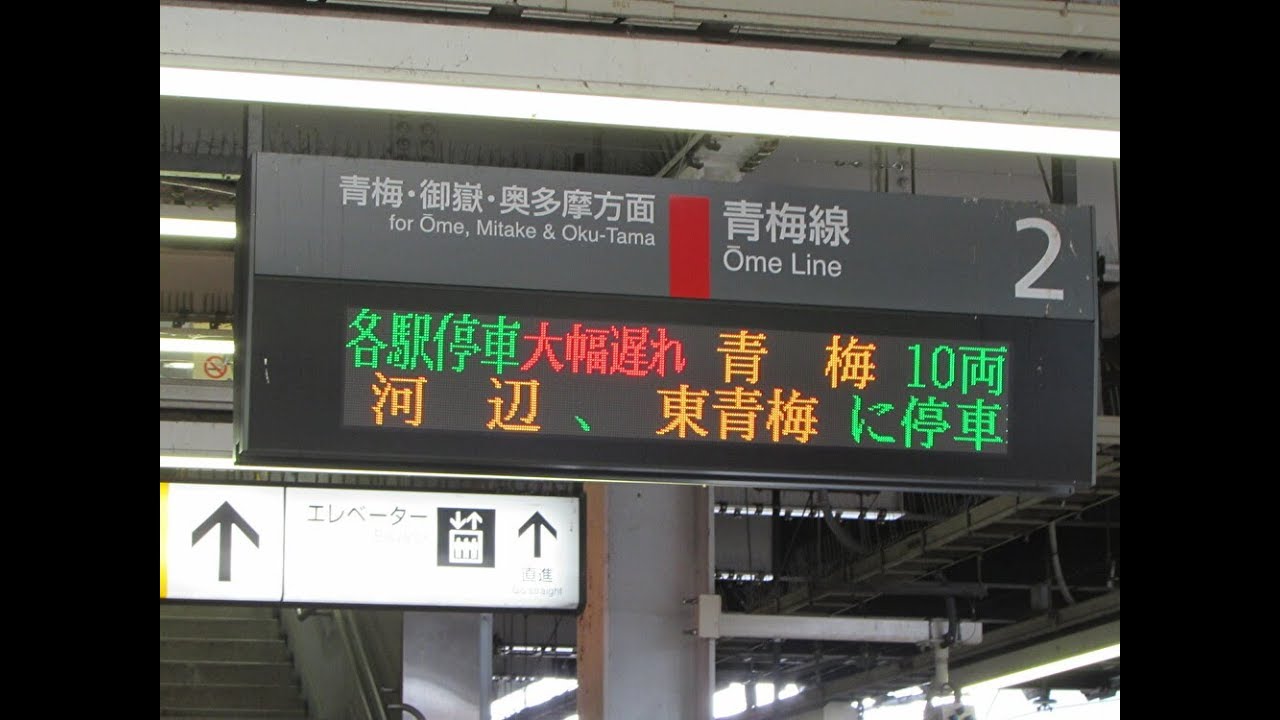 青梅・御嶽・奥多摩方面
for Ōme, Mitake & Oku-Tama
青梅線
Ōme Line
2
各駅停車 大幅遅れ 青 梅 10両
河 辺 、 東青梅 に停車
エレベーター
直進
Go straight